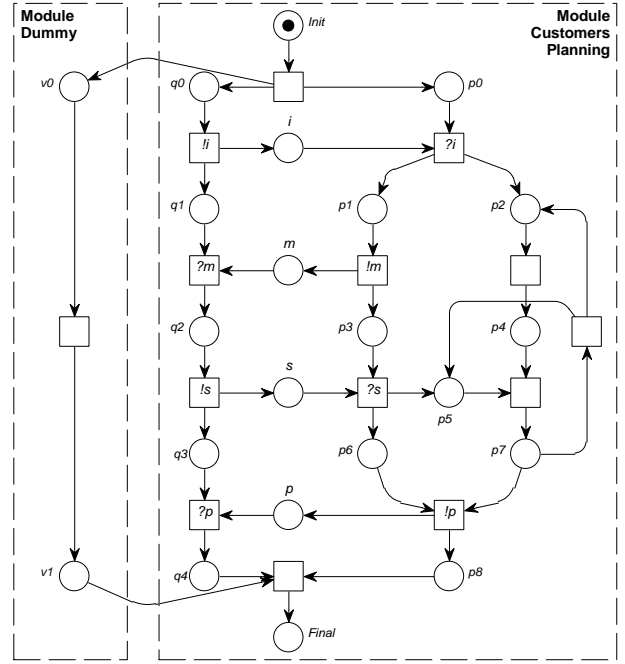 Module
Dummy
Module
Customers
Planning
Init
v0
q0
p0
i
!i
?i
q1
p1
p2
m
?m
!m
q2
p3
p4
s
!s
?s
p5
q3
p6
p7
p
?p
!p
v1
q4
p8
Final